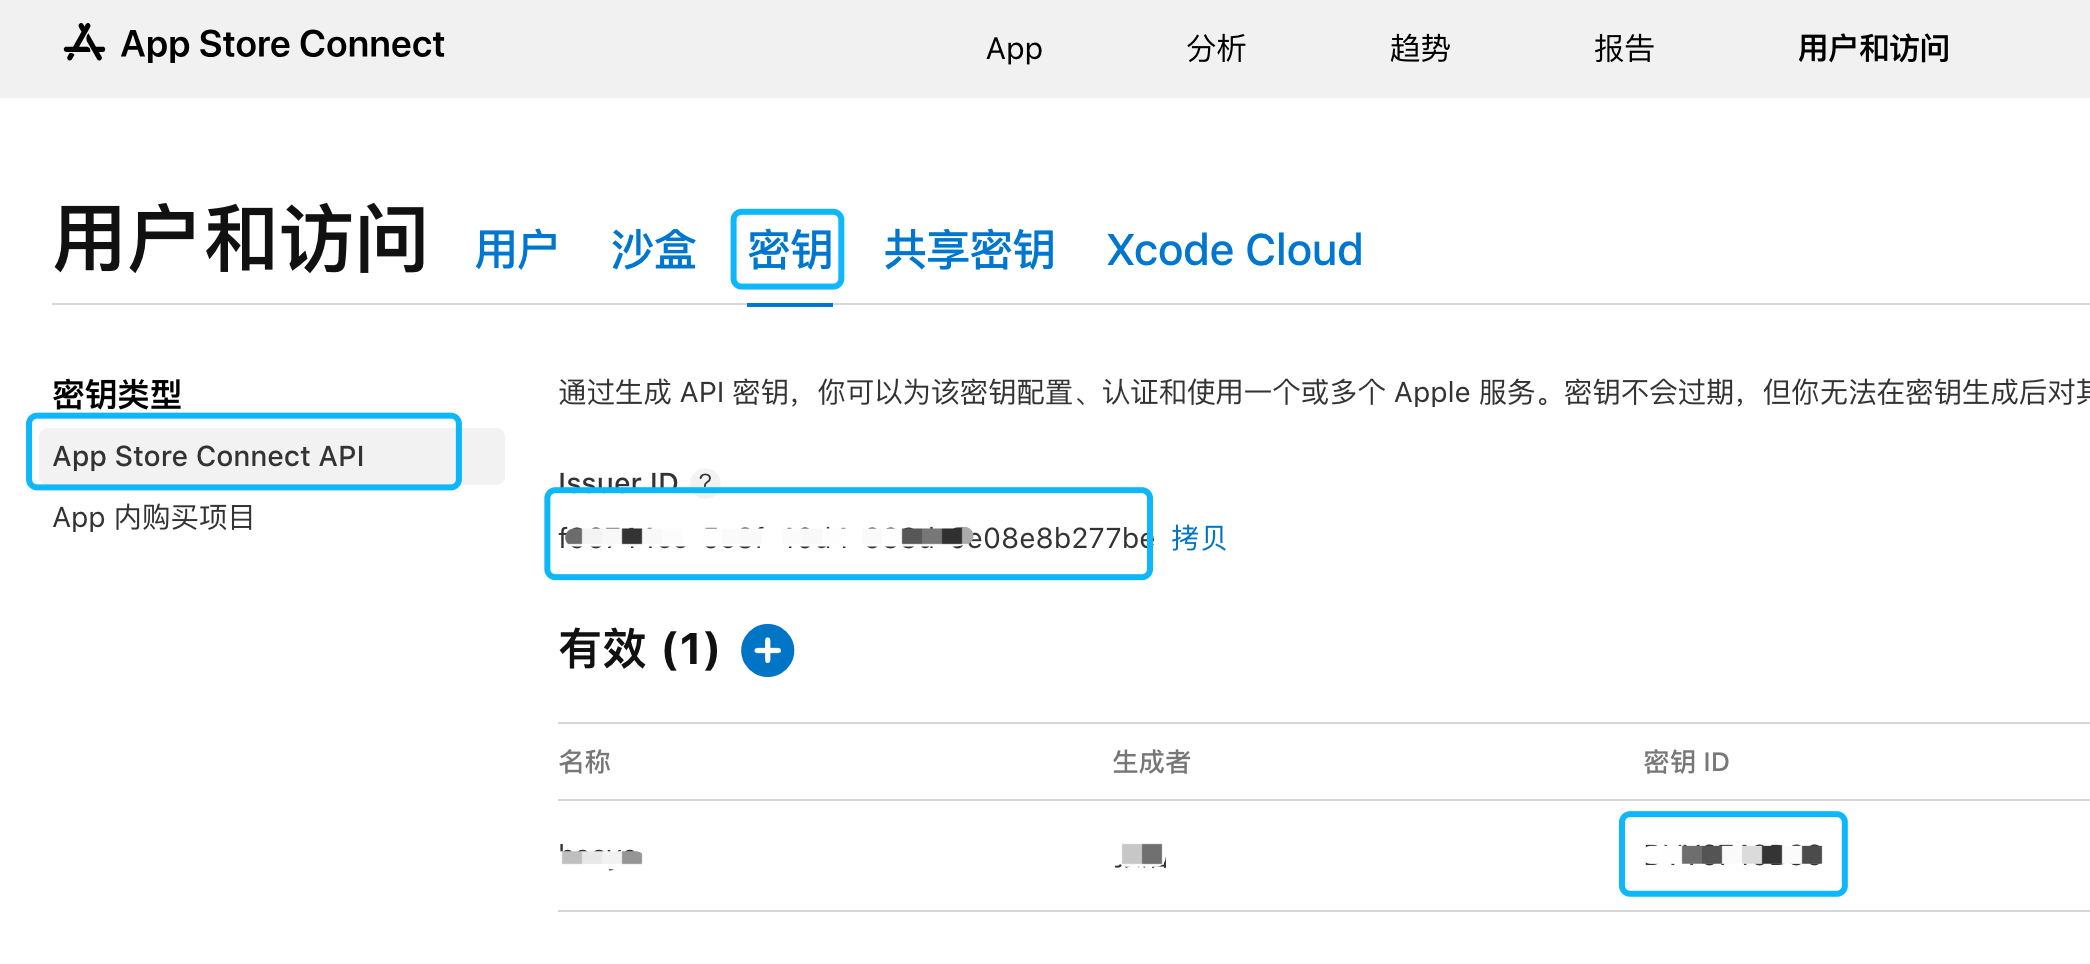 App Store Connect
App
分析
趋势
报告
用户和访问
用户和访问
用户
沙盒
密钥
共享密钥
Xcode Cloud
密钥类型
App Store Connect API
App 内购买项目
通过生成 API 密钥，你可以为该密钥配置、认证和使用一个或多个 Apple 服务。密钥不会过期，但你无法在密钥生成后对其
Issuer ID ?
e08e8b277be 拷贝
有效 (1)
名称
生成者
密钥 ID